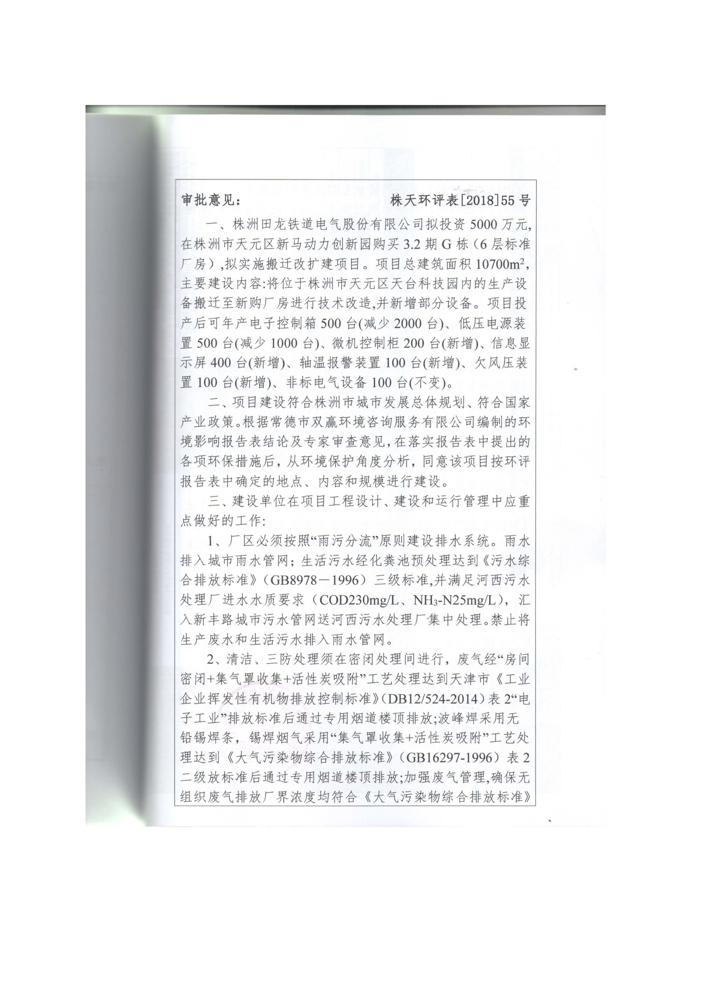 审批意见： 株天环评表[2018]55 号
一、株洲田龙铁道电气股份有限公司拟投资 5000 万元,
在株洲市天元区新马动力创新园购买 3.2 期 G 栋（6 层标准
厂房）,拟实施搬迁改扩建项目。项目总建筑面积 10700m²，
主要建设内容:将位于株洲市天元区天台科技园内的生产设
备搬迁至新购厂房进行技术改造,并新增部分设备。项目投
产后可年产电子控制箱 500 台(减少 2000 台)、低压电源装
置 500 台(减少 1000 台)、微机控制柜 200 台(新增)、信息显
示屏 400 台(新增)、轴温报警装置 100 台(新增)、欠风压装
置 100 台(新增)、非标电气设备 100 台(不变)。
二、项目建设符合株洲市城市发展总体规划、符合国家
产业政策。根据常德市双赢环境咨询服务有限公司编制的环
境影响报告表结论及专家审查意见，在落实报告表中提出的
各项环保措施后，从环境保护角度分析，同意该项目按环评
报告表中确定的地点、内容和规模进行建设。
三、建设单位在项目工程设计、建设和运行管理中应重
点做好的工作:
1、厂区必须按照“雨污分流”原则建设排水系统。雨水
排入城市雨水管网；生活污水经化粪池预处理达到《污水综
合排放标准》（GB8978－1996）三级标准,并满足河西污水
处理厂进水水质要求（COD230mg/L、NH₃-N25mg/L），汇
入新丰路城市污水管网送河西污水处理厂集中处理。禁止将
生产废水和生活污水排入雨水管网。
2、清洁、三防处理须在密闭处理间进行，废气经“房间
密闭+集气罩收集+活性炭吸附”工艺处理达到天津市《工业
企业挥发性有机物排放控制标准》（DB12/524-2014）表 2“电
子工业”排放标准后通过专用烟道楼顶排放;波峰焊采用无
铅锡焊条，锡焊烟气采用“集气罩收集+活性炭吸附”工艺处
理达到《大气污染物综合排放标准》（GB16297-1996）表 2
二级放标准后通过专用烟道楼顶排放;加强废气管理,确保无
组织废气排放厂界浓度均符合《大气污染物综合排放标准》